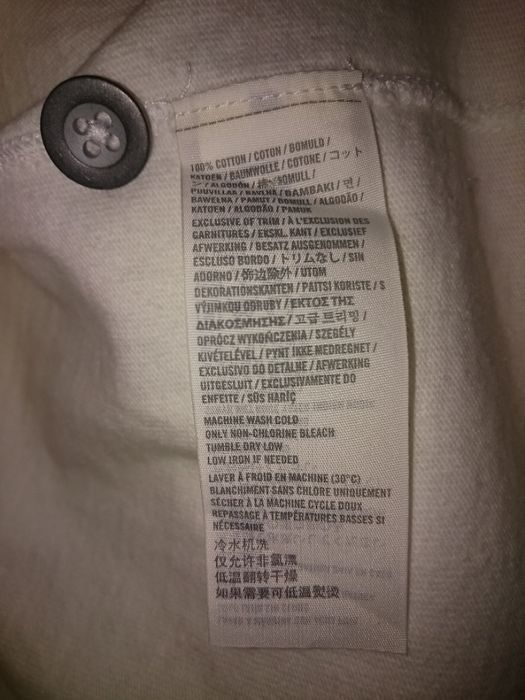 100% COTTON / COTON / BOMULD /
KATOEN / BAUMWOLLE / COTONE / コット
ン / ALGODÓN / 棉 / BOMULL /
PUUVILLAA / BAVLNA / BAMBAKI / 면 /
BAWEŁNA / PAMUT / BOMULL / ALGODÃO /
KATOEN / ALGODÃO / PAMUK
EXCLUSIVE OF TRIM / À L'EXCLUSION DES
GARNITURES / EKSKL. KANT / EXCLUSIEF
AFWERKING / BESATZ AUSGENOMMEN /
ESCLUSO BORDO / トリムなし / SIN
ADORNO / 饰边除外 / UTOM
DEKORATIONSKANTEN / PAITSI KORISTE / S
VÝJIMKOU OBRUBY / ΕΚΤΟΣ ΤΗΣ
ΔΙΑΚΟΣΜΗΣΗΣ / 고급 트리밍 /
OPRÓCZ WYKOŃCZENIA / SZEGÉLY
KIVÉTELÉVEL / PYNT IKKE MEDREGNET /
EXCLUSIVO DO DETALHE / AFWERKING
UITGESLUIT / EXCLUSIVAMENTE DO
ENFEITE / SÜS HARİÇ
MACHINE WASH COLD
ONLY NON-CHLORINE BLEACH
TUMBLE DRY LOW
LOW IRON IF NEEDED
LAVER À FROID EN MACHINE (30°C)
BLANCHIMENT SANS CHLORE UNIQUEMENT
SÉCHER À LA MACHINE CYCLE DOUX
REPASSAGE À TEMPÉRATURES BASSES SI
NÉCESSAIRE
冷水机洗
仅允许非氯漂
低温翻转干燥
如果需要可低温熨烫